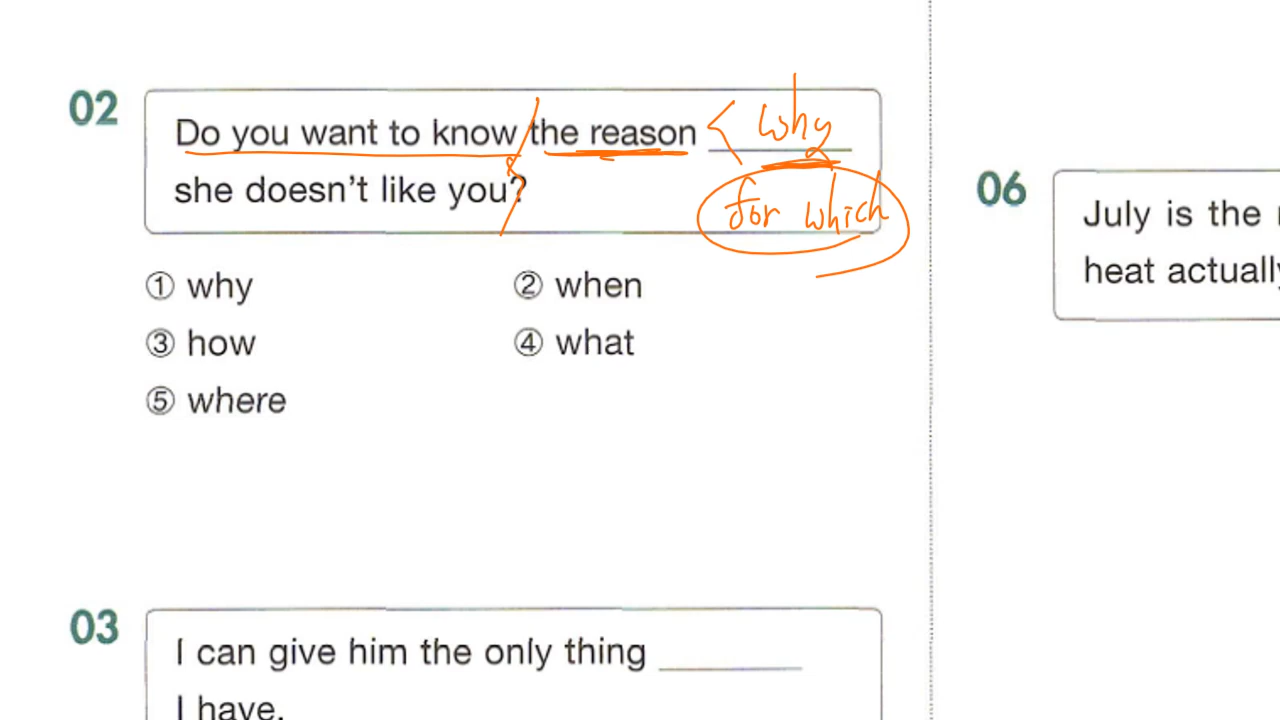 02
Do you want to know the reason why
for which
she doesn't like you?
① why ② when
③ how ④ what
⑤ where
03
I can give him the only thing
I have.
06
July is the
heat actually